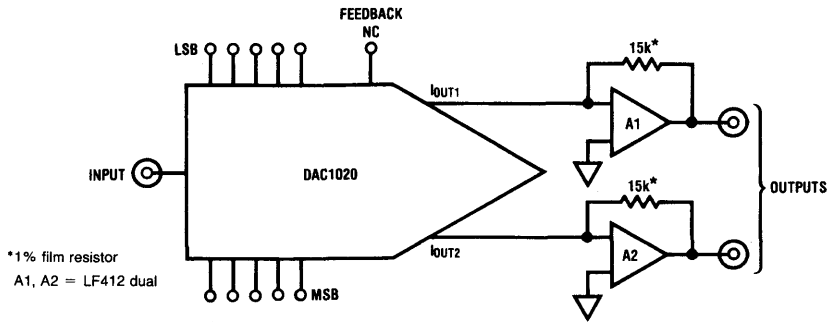 FEEDBACK
NC
LSB
15k*
IOUT1
A1
INPUT
DAC1020
OUTPUTS
15k*
IOUT2
A2
*1% film resistor
A1, A2 = LF412 dual
MSB